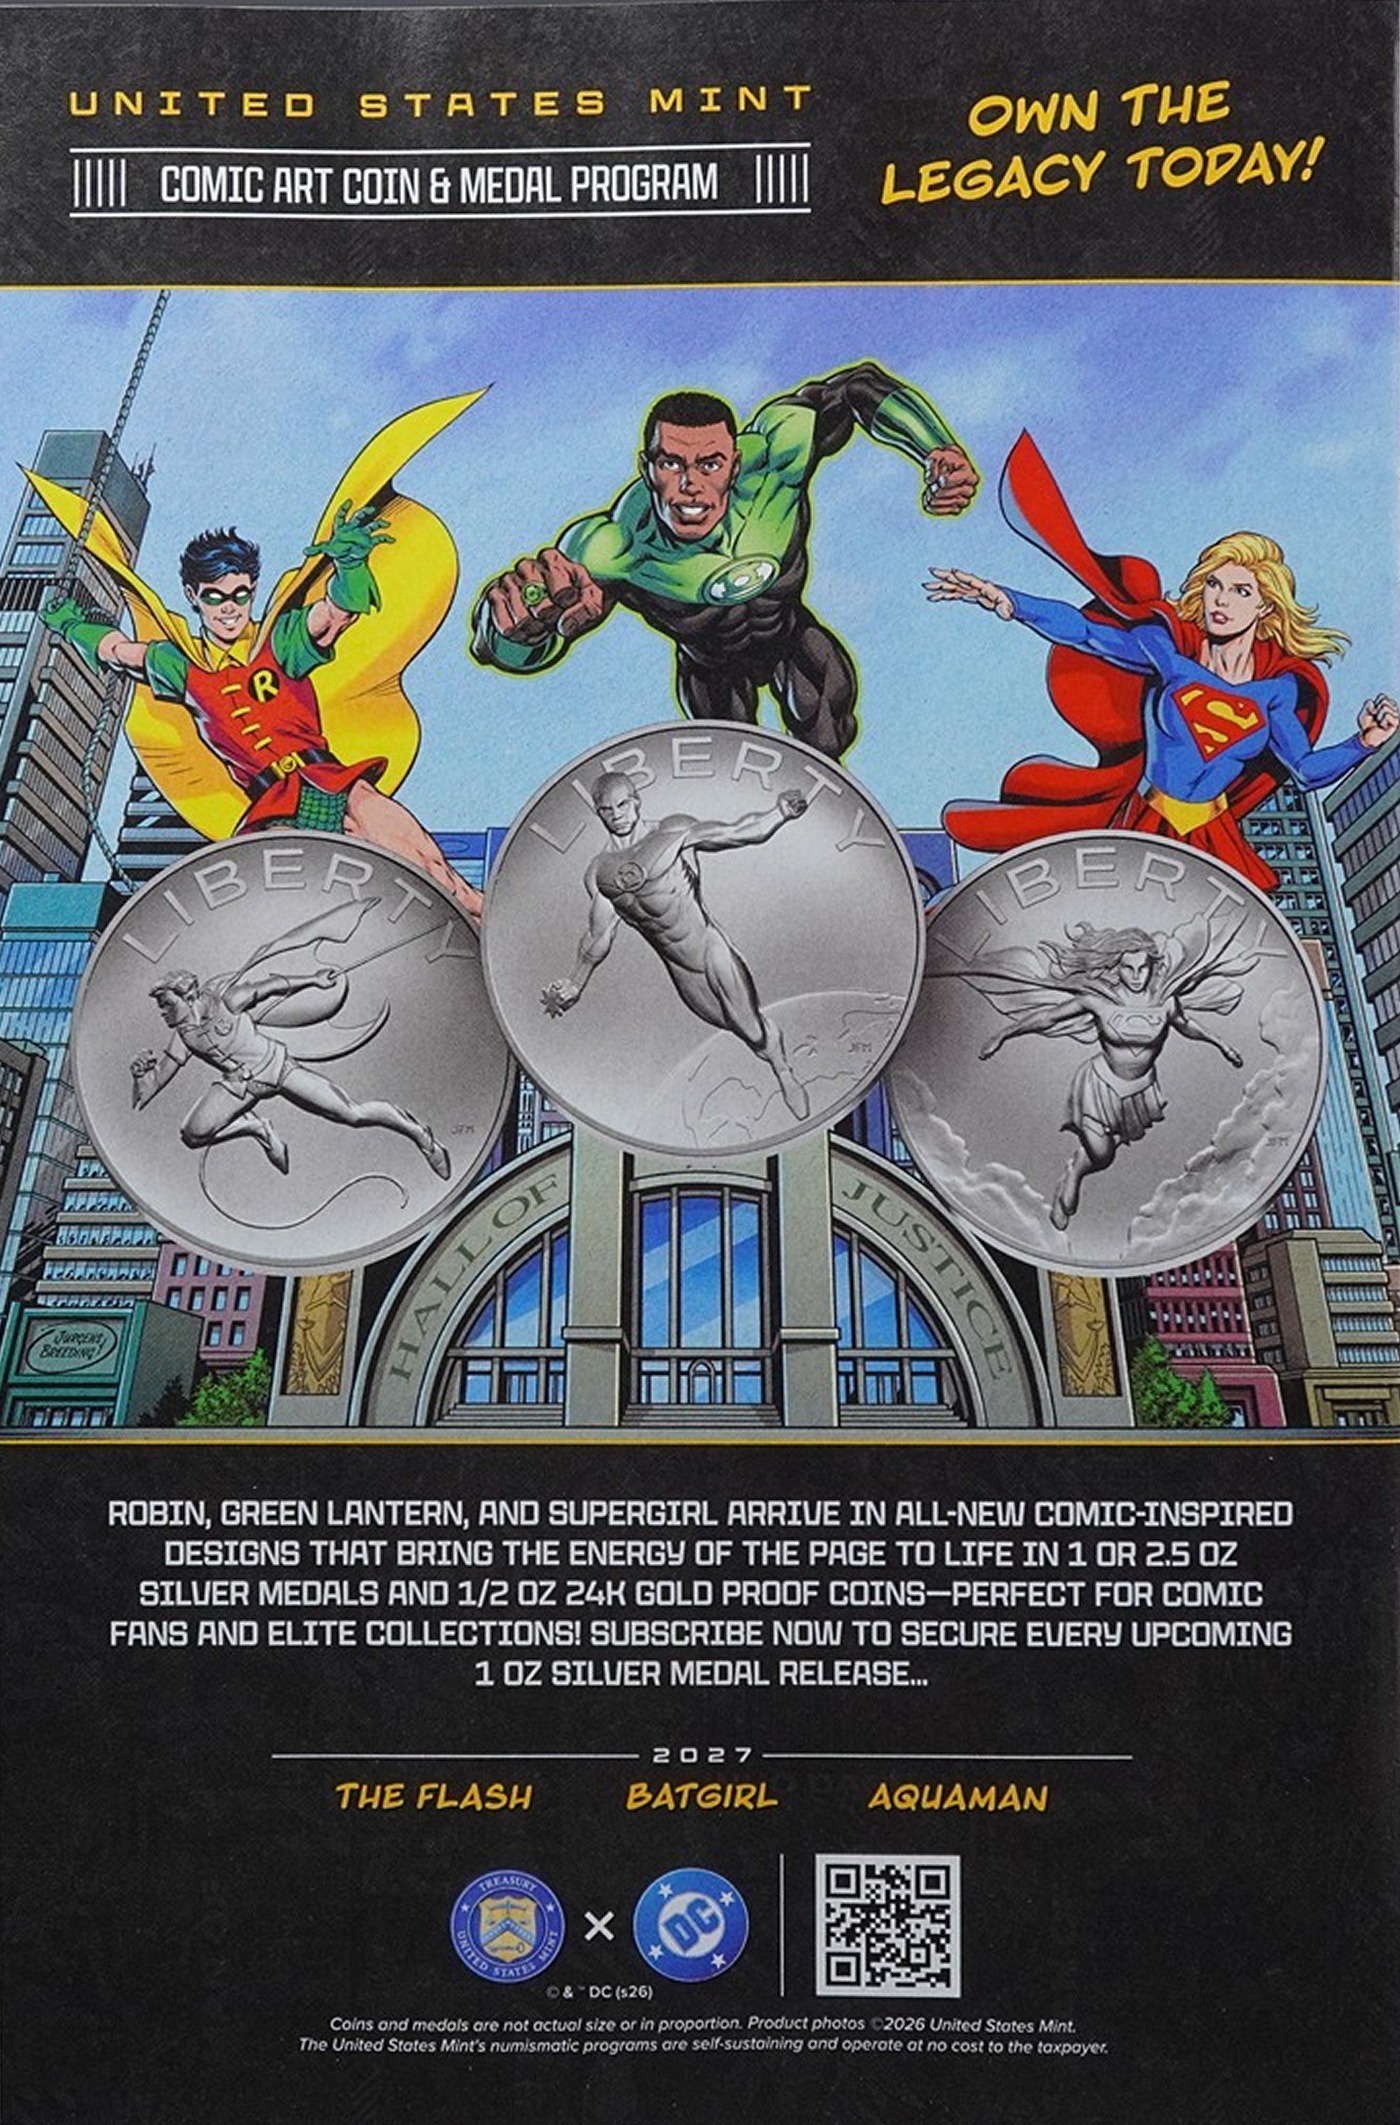 UNITED STATES MINT
COMIC ART COIN & MEDAL PROGRAM
OWN THE
LEGACY TODAY!
R
LIBERTY
JFM
LIBERTY
JFM
LIBERTY
JFM
HALL OF JUSTICE
JURGENS
BREEDING
ROBIN, GREEN LANTERN, AND SUPERGIRL ARRIVE IN ALL-NEW COMIC-INSPIRED
DESIGNS THAT BRING THE ENERGY OF THE PAGE TO LIFE IN 1 OR 2.5 OZ
SILVER MEDALS AND 1/2 OZ 24K GOLD PROOF COINS—PERFECT FOR COMIC
FANS AND ELITE COLLECTIONS! SUBSCRIBE NOW TO SECURE EVERY UPCOMING
1 OZ SILVER MEDAL RELEASE...
2027
THE FLASH BATGIRL AQUAMAN
TREASURY
UNITED STATES MINT
×
DC
© & ™ DC (s26)
Coins and medals are not actual size or in proportion. Product photos ©2026 United States Mint.
The United States Mint's numismatic programs are self-sustaining and operate at no cost to the taxpayer.